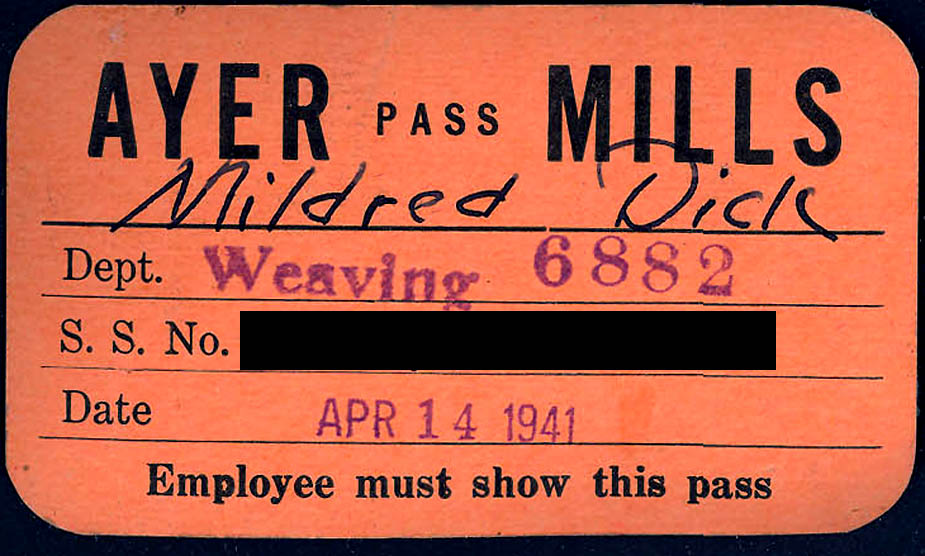 AYER PASS MILLS
Mildred Dick
Dept. Weaving 6882
S. S. No.
Date APR 14 1941
Employee must show this pass